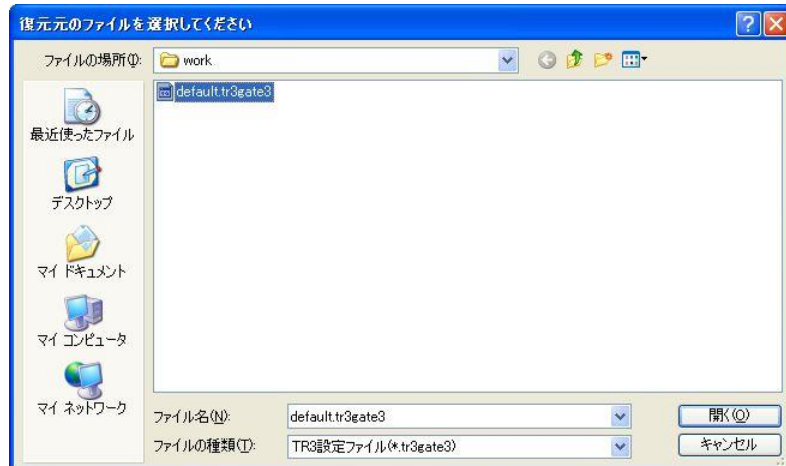 復元元のファイルを選択してください
ファイルの場所(I):
work
default.tr3gate3
最近使ったファイル
デスクトップ
マイ ドキュメント
マイ コンピュータ
マイ ネットワーク
ファイル名(N):
default.tr3gate3
開く(O)
ファイルの種類(T):
TR3設定ファイル(*.tr3gate3)
キャンセル